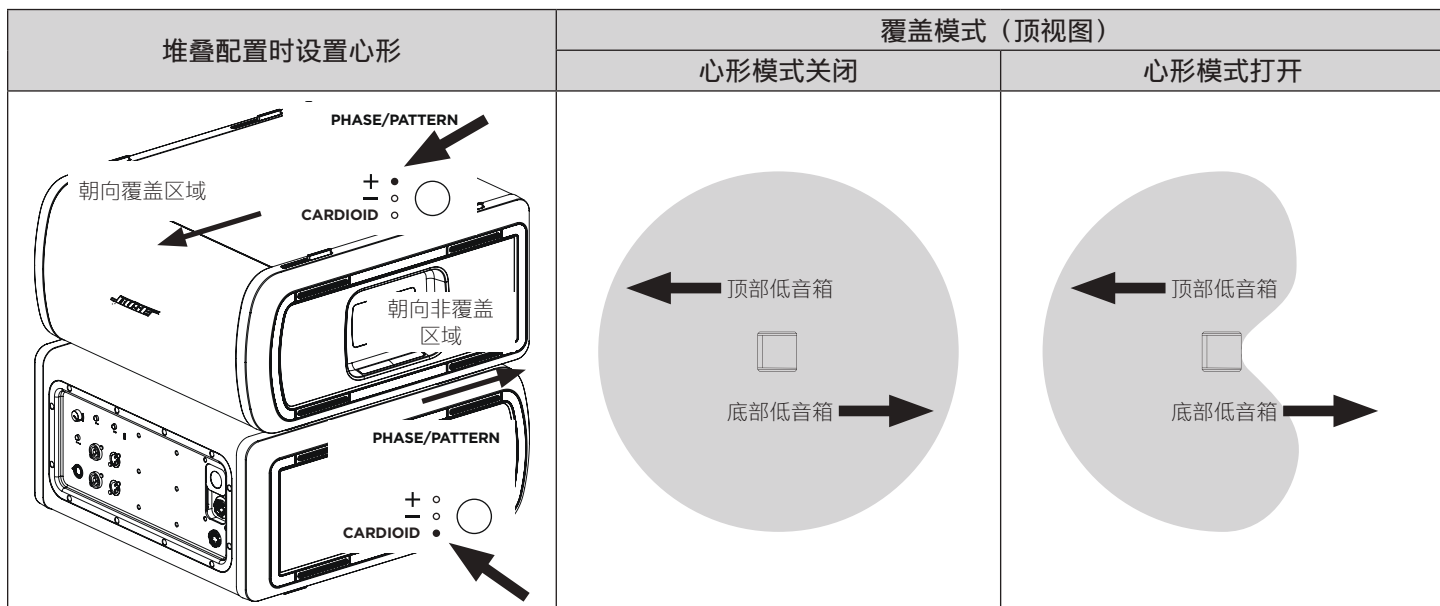 堆叠配置时设置心形
覆盖模式（顶视图）
心形模式关闭
心形模式打开
PHASE/PATTERN
朝向覆盖区域
+
−
CARDIOID
BOSE
朝向非覆盖
区域
PHASE/PATTERN
+
−
CARDIOID
顶部低音箱
底部低音箱
顶部低音箱
底部低音箱